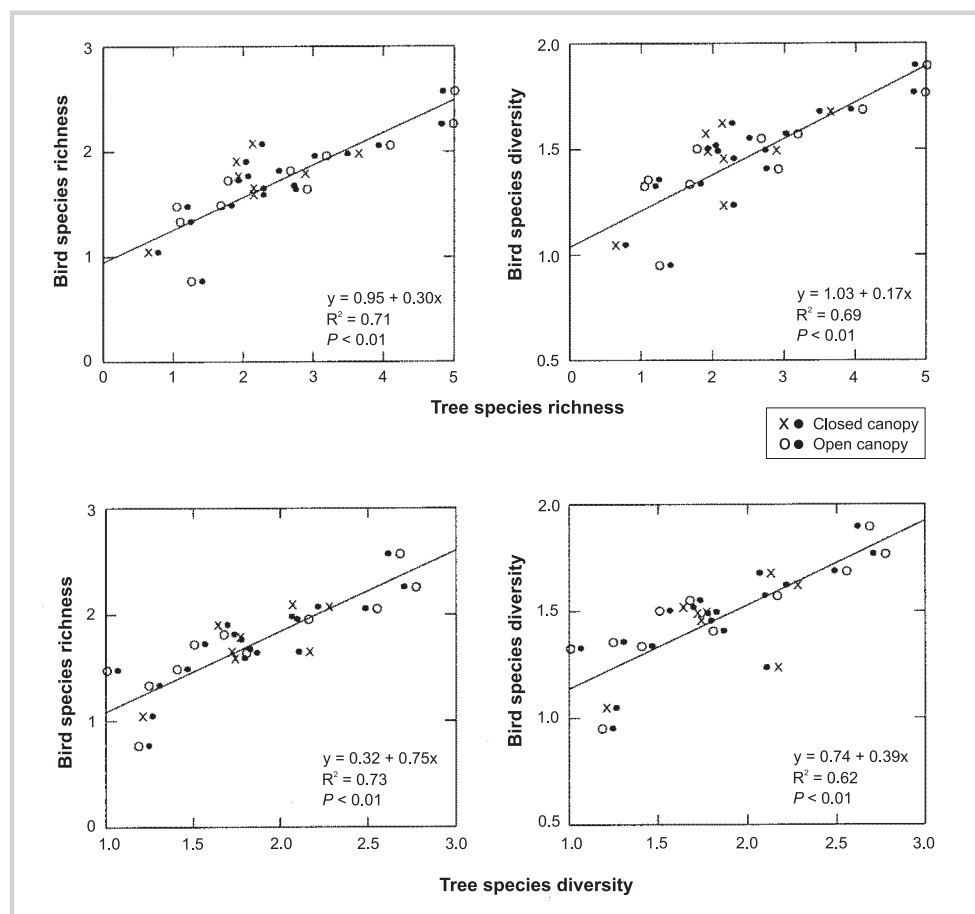 3
2
1
0
Bird species richness
0 1 2 3 4 5
y = 0.95 + 0.30x
R² = 0.71
P < 0.01
2.0
1.5
1.0
0.5
Bird species diversity
0 1 2 3 4 5
y = 1.03 + 0.17x
R² = 0.69
P < 0.01
Tree species richness
X ● Closed canopy
O ● Open canopy
3
2
1
0
Bird species richness
1.0 1.5 2.0 2.5 3.0
y = 0.32 + 0.75x
R² = 0.73
P < 0.01
2.0
1.5
1.0
0.5
Bird species diversity
1.0 1.5 2.0 2.5 3.0
y = 0.74 + 0.39x
R² = 0.62
P < 0.01
Tree species diversity